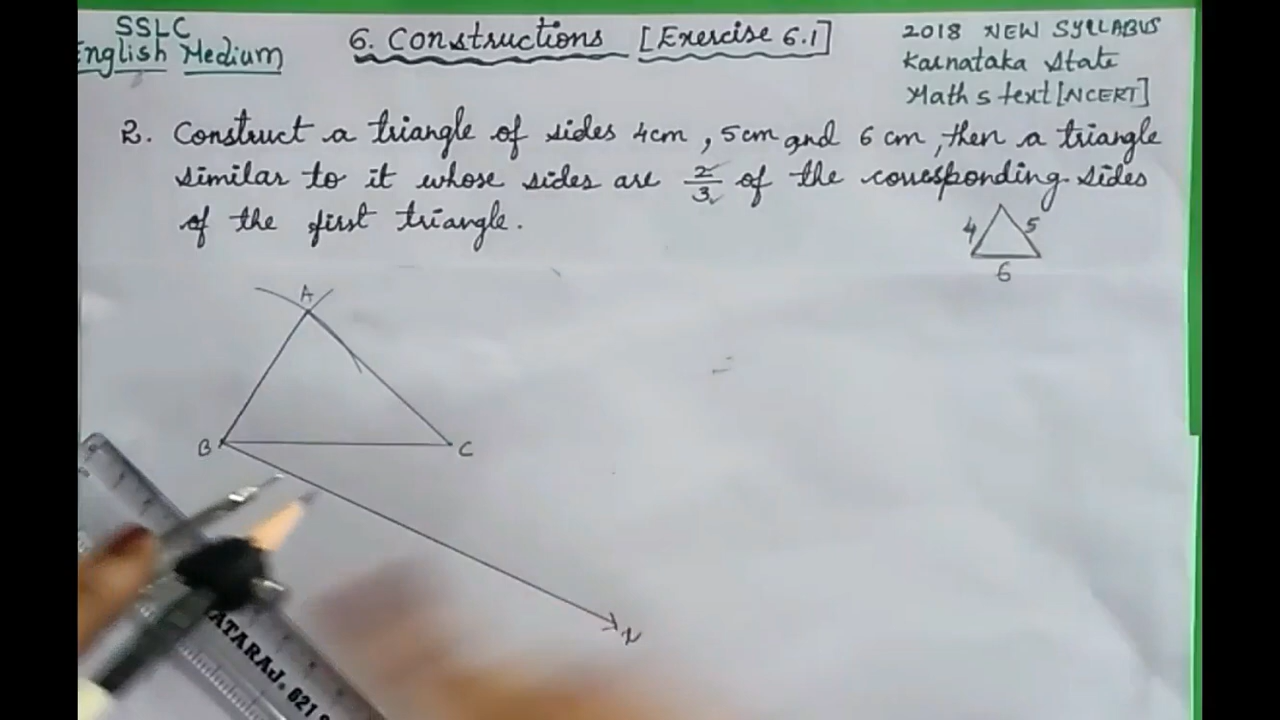 SSLC
English Medium
6. Constructions [Exercise 6.1]
2018 NEW SYLLABUS
Karnataka State
Maths text [NCERT]
2. Construct a triangle of sides 4cm, 5cm and 6 cm, then a triangle
similar to it whose sides are 2/3 of the corresponding sides
of the first triangle.
4 5
6
A
B C
X
NATARAJ. 621